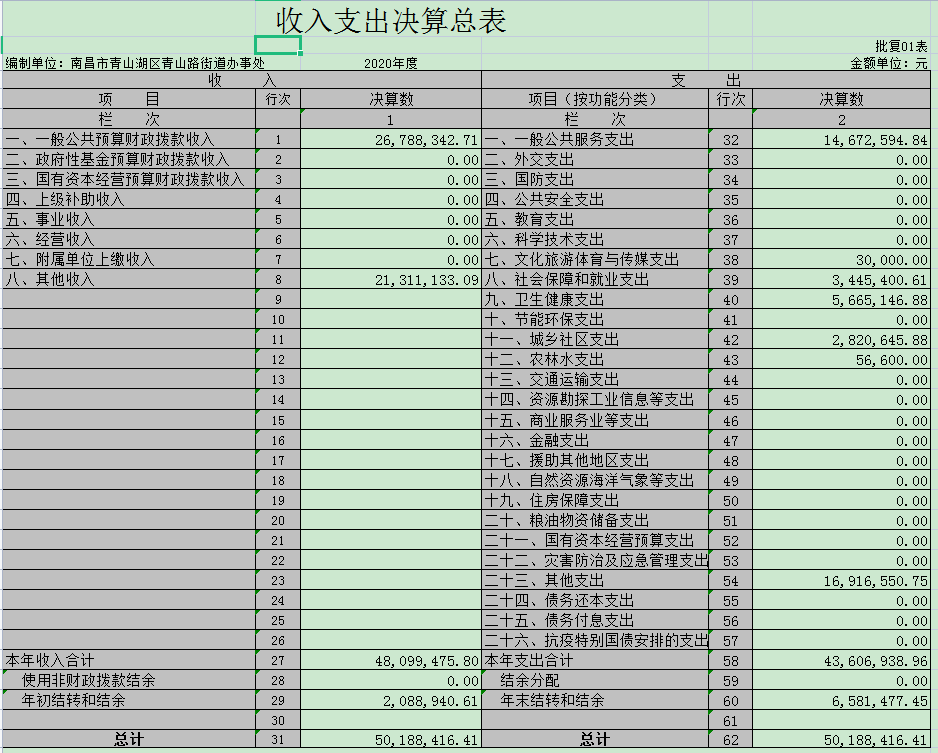 收入支出决算总表
批复01表
编制单位：南昌市青山湖区青山路街道办事处 2020年度 金额单位：元
收 入 支 出
项 目 行次 决算数 项目（按功能分类） 行次 决算数
栏 次 1 栏 次 2
一、一般公共预算财政拨款收入 1 26,788,342.71 一、一般公共服务支出 32 14,672,594.84
二、政府性基金预算财政拨款收入 2 0.00 二、外交支出 33 0.00
三、国有资本经营预算财政拨款收入 3 0.00 三、国防支出 34 0.00
四、上级补助收入 4 0.00 四、公共安全支出 35 0.00
五、事业收入 5 0.00 五、教育支出 36 0.00
六、经营收入 6 0.00 六、科学技术支出 37 0.00
七、附属单位上缴收入 7 0.00 七、文化旅游体育与传媒支出 38 30,000.00
八、其他收入 8 21,311,133.09 八、社会保障和就业支出 39 3,445,400.61
9 九、卫生健康支出 40 5,665,146.88
10 十、节能环保支出 41 0.00
11 十一、城乡社区支出 42 2,820,645.88
12 十二、农林水支出 43 56,600.00
13 十三、交通运输支出 44 0.00
14 十四、资源勘探工业信息等支出 45 0.00
15 十五、商业服务业等支出 46 0.00
16 十六、金融支出 47 0.00
17 十七、援助其他地区支出 48 0.00
18 十八、自然资源海洋气象等支出 49 0.00
19 十九、住房保障支出 50 0.00
20 二十、粮油物资储备支出 51 0.00
21 二十一、国有资本经营预算支出 52 0.00
22 二十二、灾害防治及应急管理支出 53 0.00
23 二十三、其他支出 54 16,916,550.75
24 二十四、债务还本支出 55 0.00
25 二十五、债务付息支出 56 0.00
26 二十六、抗疫特别国债安排的支出 57 0.00
本年收入合计 27 48,099,475.80 本年支出合计 58 43,606,938.96
使用非财政拨款结余 28 0.00 结余分配 59 0.00
年初结转和结余 29 2,088,940.61 年末结转和结余 60 6,581,477.45
30 61
总计 31 50,188,416.41 总计 62 50,188,416.41